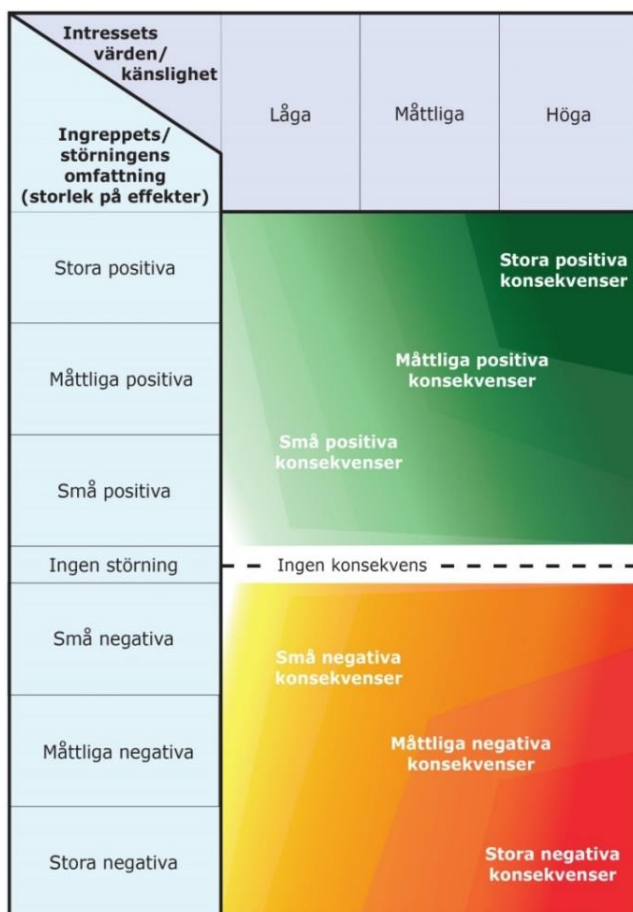 Intressets
värden/
känslighet
Ingreppets/
störningens
omfattning
(storlek på effekter)
Låga
Måttliga
Höga
Stora positiva
Stora positiva
konsekvenser
Måttliga positiva
Måttliga positiva
konsekvenser
Små positiva
konsekvenser
Små positiva
Ingen störning
Ingen konsekvens
Små negativa
Små negativa
konsekvenser
Måttliga negativa
Måttliga negativa
konsekvenser
Stora negativa
Stora negativa
konsekvenser